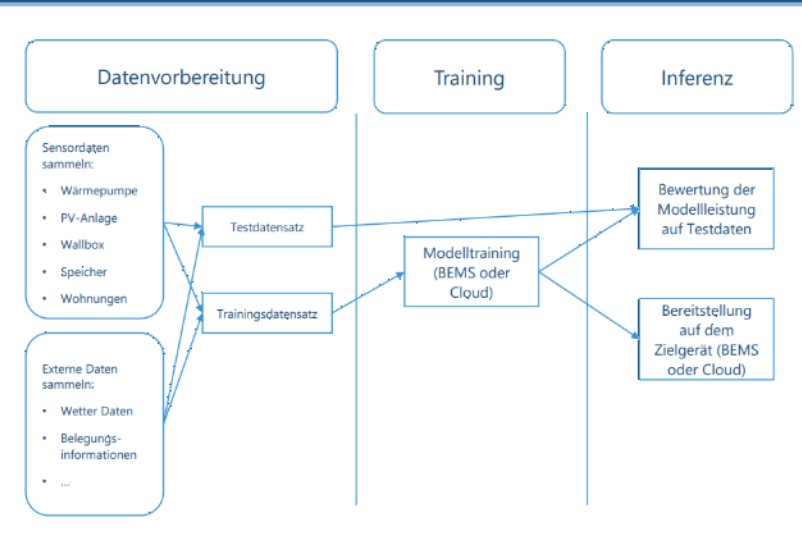 Datenvorbereitung
Training
Inferenz
Sensordaten
sammeln:
• Wärmepumpe
• PV-Anlage
• Wallbox
• Speicher
• Wohnungen
Externe Daten
sammeln:
• Wetter Daten
• Belegungs-
informationen
• ...
Testdatensatz
Trainingsdatensatz
Modelltraining
(BEMS oder
Cloud)
Bewertung der
Modellleistung
auf Testdaten
Bereitstellung
auf dem
Zielgerät (BEMS
oder Cloud)